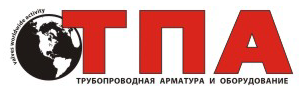 valves worldwide activity
ТПА
ТРУБОПРОВОДНАЯ АРМАТУРА И ОБОРУДОВАНИЕ